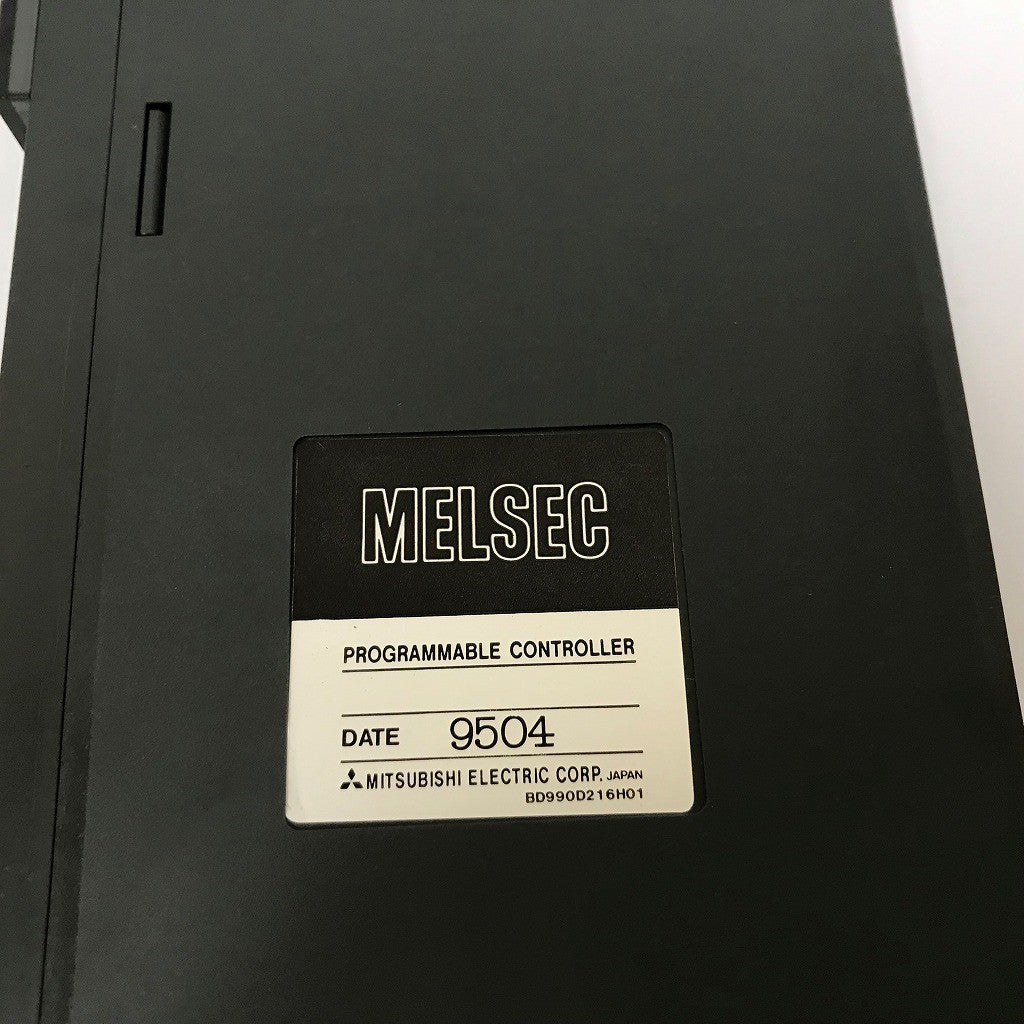 MELSEC
PROGRAMMABLE CONTROLLER
DATE 9504
MITSUBISHI ELECTRIC CORP. JAPAN
BD990D216H01